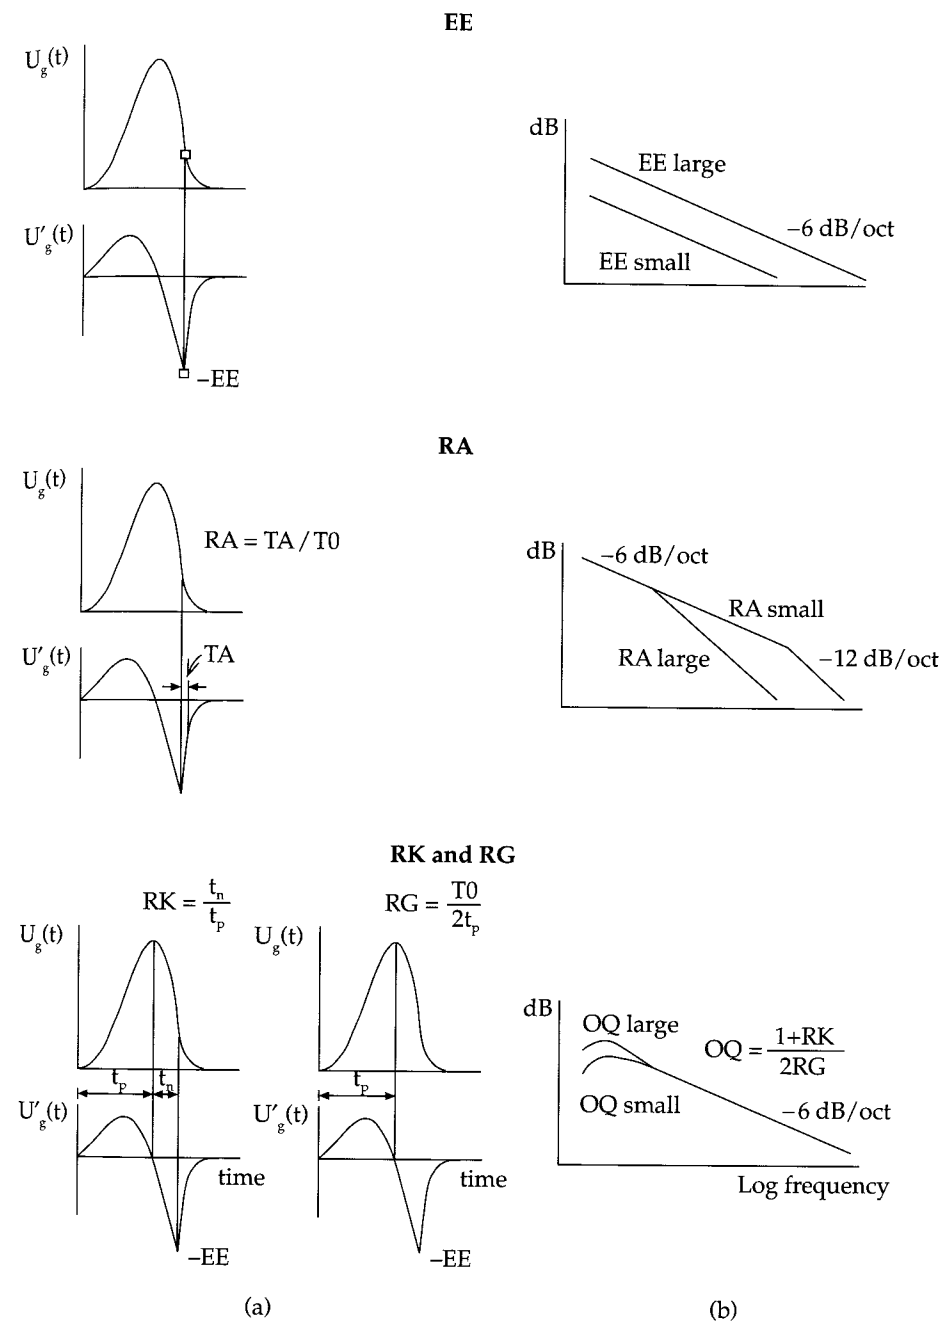 EE
U_g(t)
U'_g(t)
−EE
dB
EE large
−6 dB/oct
EE small
RA
U_g(t)
RA = TA / T0
U'_g(t)
TA
dB
−6 dB/oct
RA small
RA large
−12 dB/oct
RK and RG
RK = t_n/t_p
U_g(t)
t_p
t_n
U'_g(t)
time
−EE
RG = T0/2t_p
U_g(t)
t_p
U'_g(t)
time
−EE
dB
OQ large
OQ = 1+RK/2RG
OQ small
−6 dB/oct
Log frequency
(a)
(b)